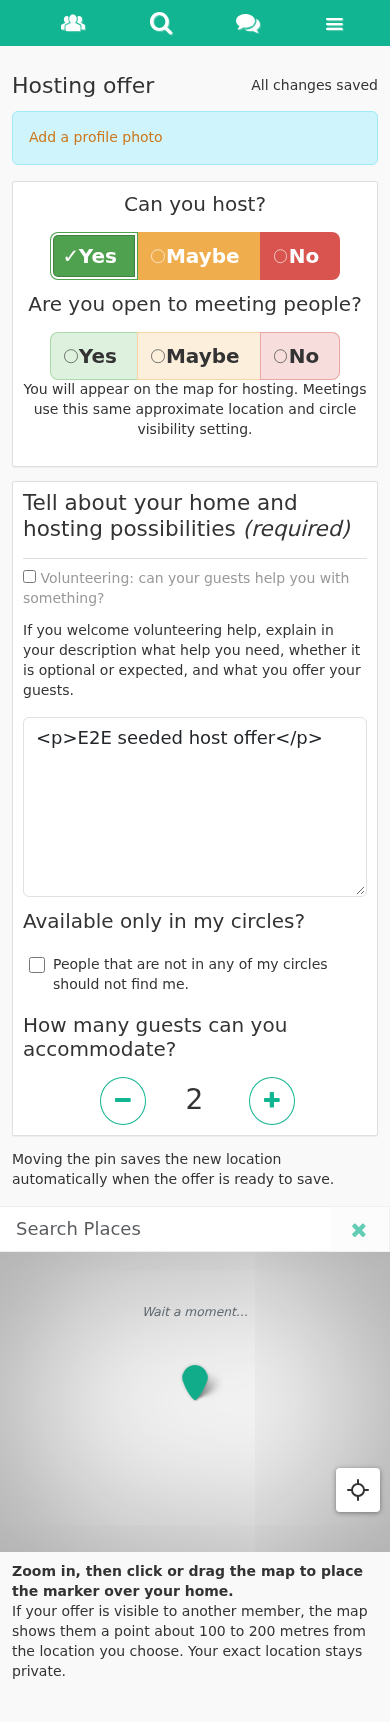 Hosting offer
All changes saved
Add a profile photo
Can you host?
✓Yes
Maybe
No
Are you open to meeting people?
Yes
Maybe
No
You will appear on the map for hosting. Meetings
use this same approximate location and circle
visibility setting.
Tell about your home and
hosting possibilities (required)
Volunteering: can your guests help you with
something?
If you welcome volunteering help, explain in
your description what help you need, whether it
is optional or expected, and what you offer your
guests.
<p>E2E seeded host offer</p>
Available only in my circles?
People that are not in any of my circles
should not find me.
How many guests can you
accommodate?
2
Moving the pin saves the new location
automatically when the offer is ready to save.
Search Places
Wait a moment...
Zoom in, then click or drag the map to place
the marker over your home.
If your offer is visible to another member, the map
shows them a point about 100 to 200 metres from
the location you choose. Your exact location stays
private.